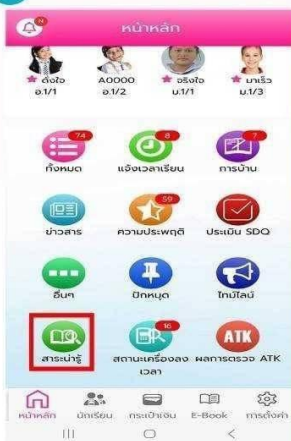 หน้าหลัก
ตั้งใจ A0000 จริงใจ มาเร็ว
อ.1/1 อ.1/2 ม.1/1 ม.1/3
74 8 7
ทั้งหมด แจ้งเวลาเรียน การบ้าน
59
ข่าวสาร ความประพฤติ ประเมิน SDQ
อื่นๆ ปักหมุด ไทม์ไลน์
16 ATK
สาระน่ารู้ สถานะเครื่องลง ผลการตรวจ ATK
เวลา
หน้าหลัก นักเรียน กระเป๋าเงิน E-Book การตั้งค่า